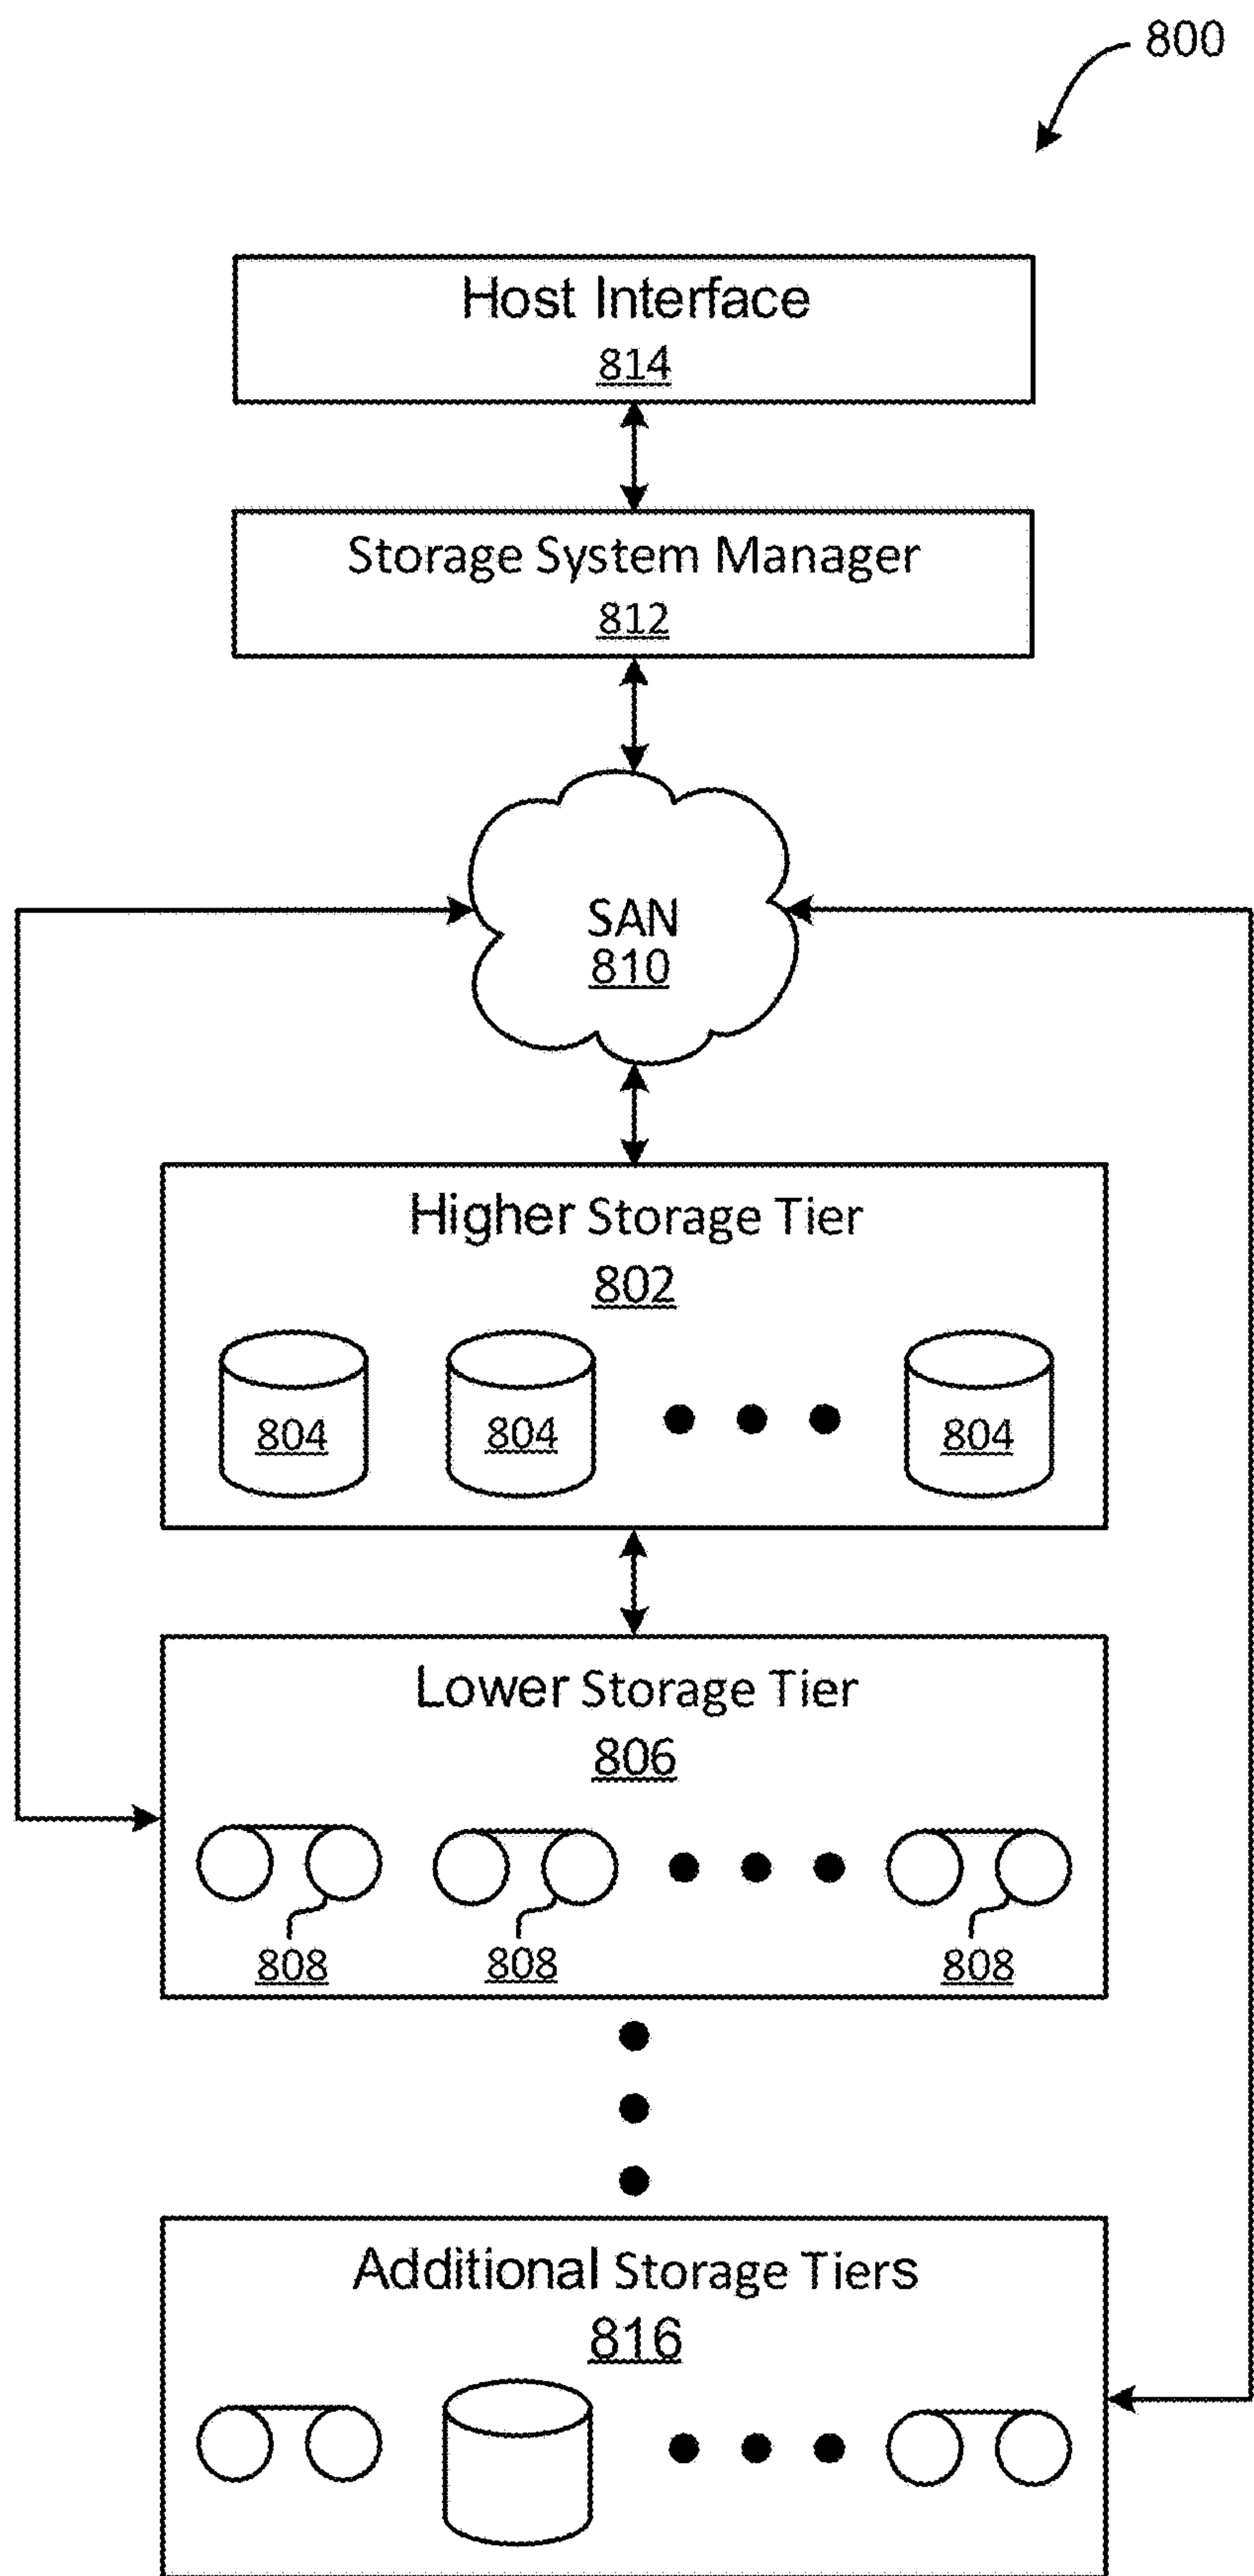 800
Host Interface
814
Storage System Manager
812
SAN
810
Higher Storage Tier
802
804 804 804
Lower Storage Tier
806
808 808 808
Additional Storage Tiers
816